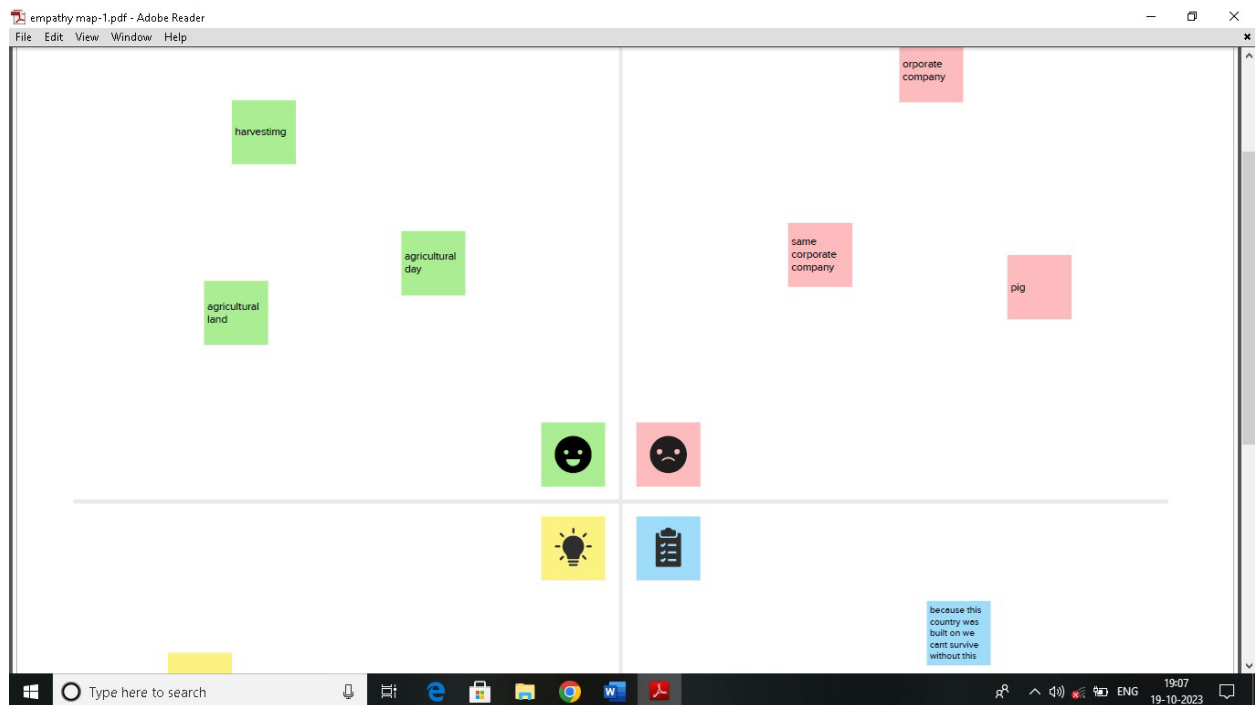 empathy map-1.pdf - Adobe Reader
File Edit View Window Help
orporate
company
harvestimg
agricultural
day
same
corporate
company
pig
agricultural
land
because this
country was
built on we
cant survive
without this
Type here to search
ENG
19:07
19-10-2023